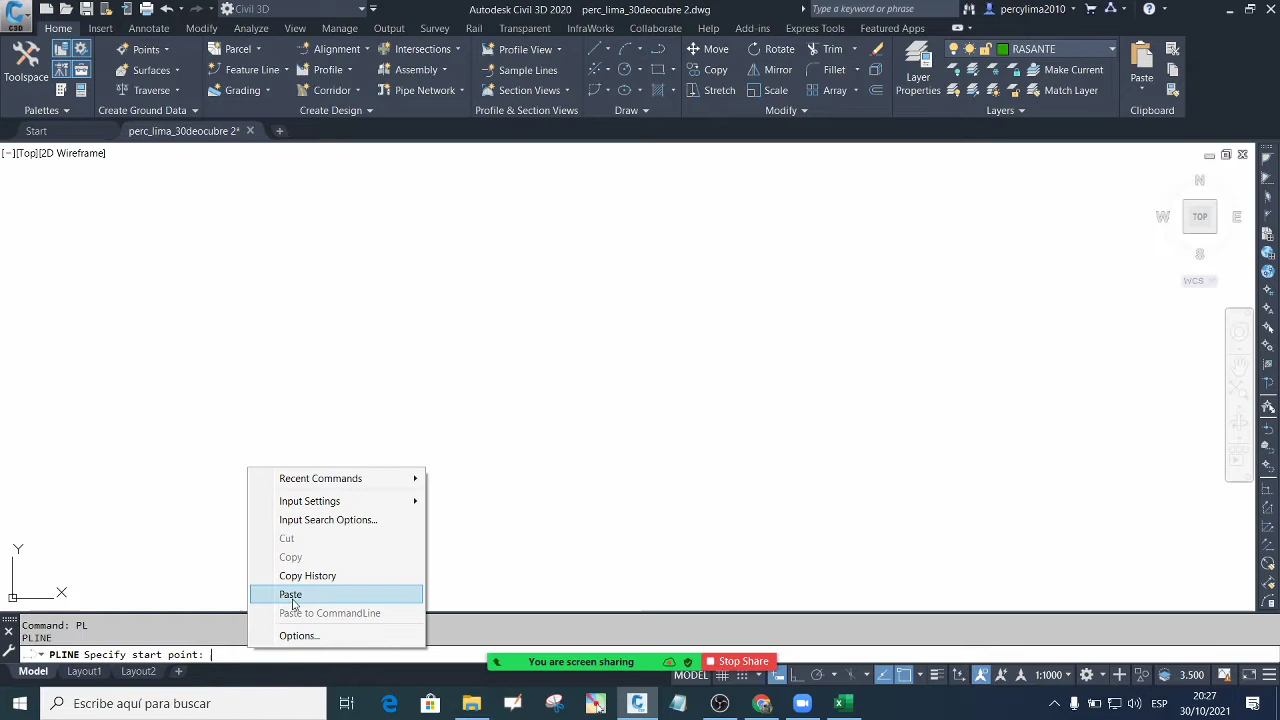 C3D
Civil 3D
Autodesk Civil 3D 2020 perc_lima_30deocubre_2.dwg
Type a keyword or phrase
percylima2010
Home Insert Annotate Modify Analyze View Manage Output Survey Rail Transparent InfraWorks Collaborate Help Add-ins Express Tools Featured Apps
Toolspace
Points
Surfaces
Traverse
Parcel
Feature Line
Grading
Alignment
Profile
Corridor
Intersections
Assembly
Pipe Network
Profile View
Sample Lines
Section Views
Move
Copy
Stretch
Rotate
Mirror
Scale
Trim
Fillet
Array
Layer
Properties
RASANTE
Make Current
Match Layer
Paste
Palettes
Create Ground Data
Create Design
Profile & Section Views
Draw
Modify
Layers
Clipboard
Start
perc_lima_30deocubre 2*
[−][Top][2D Wireframe]
N
W
TOP
E
S
WCS
Recent Commands
Input Settings
Input Search Options...
Cut
Copy
Copy History
Paste
Paste to CommandLine
Options...
Y
X
Command: PL
PLINE
PLINE Specify start point:
You are screen sharing
Stop Share
Model
Layout1
Layout2
MODEL
1:1000
3.500
Escribe aquí para buscar
ESP
20:27
30/10/2021